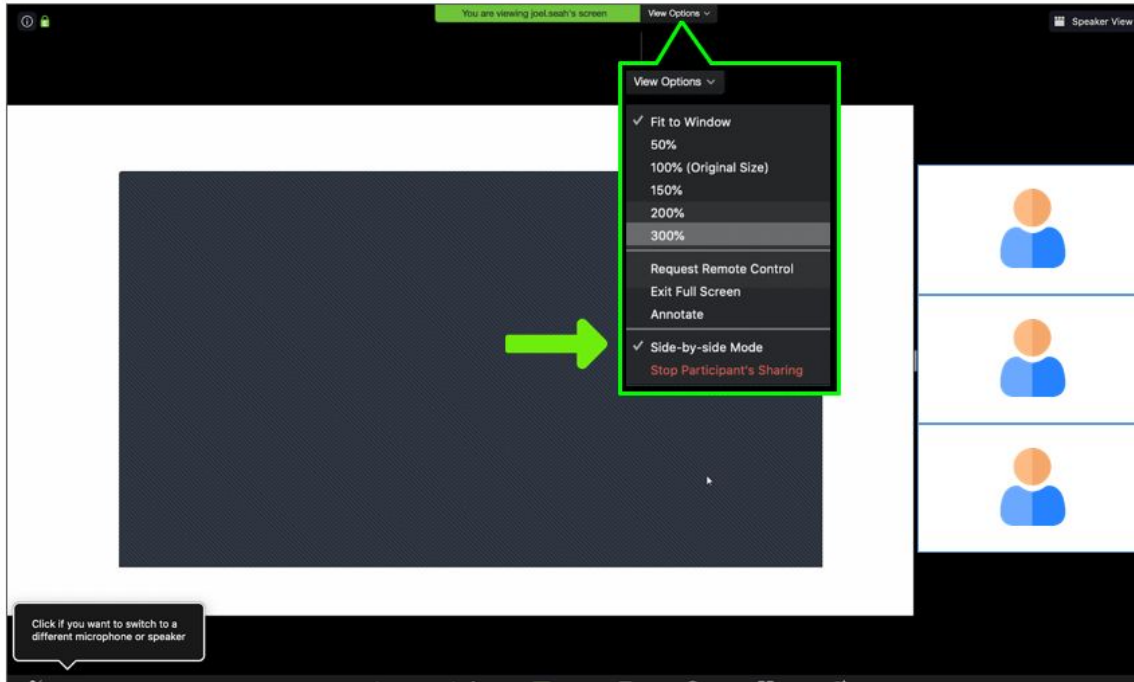 You are viewing joel.seah's screen
View Options
Speaker View
View Options
Fit to Window
50%
100% (Original Size)
150%
200%
300%
Request Remote Control
Exit Full Screen
Annotate
Side-by-side Mode
Stop Participant's Sharing
Click if you want to switch to a
different microphone or speaker